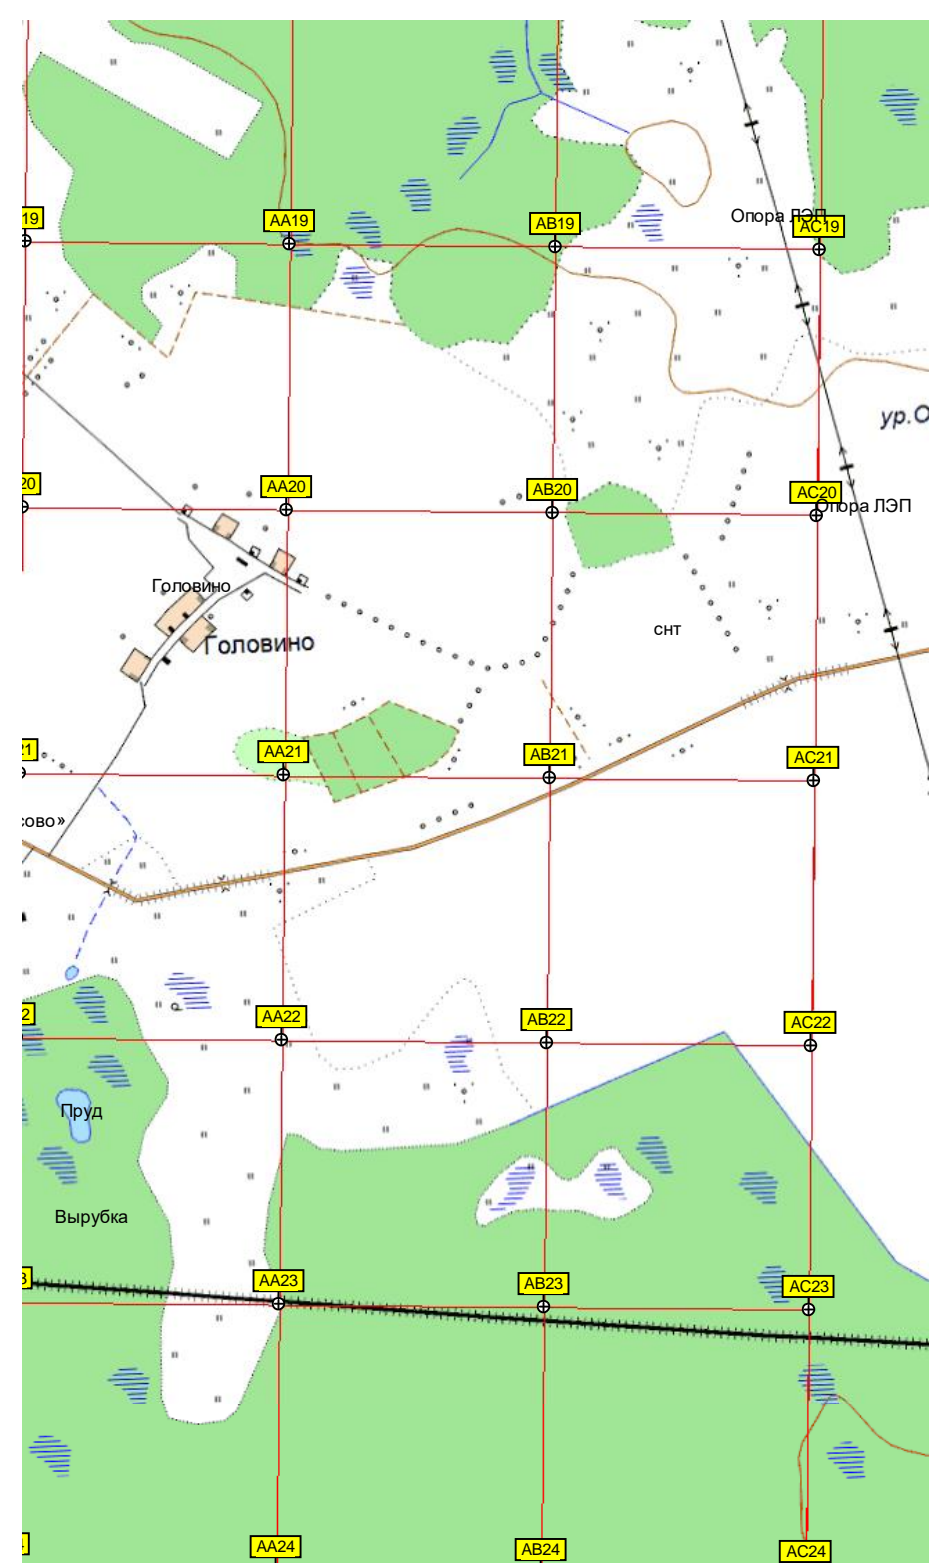 19
AA19
AB19
Опора ЛЭП
AC19
ур.О
20
AA20
AB20
AC20
Опора ЛЭП
Головино
Головино
снт
21
AA21
AB21
AC21
сово»
2
AA22
AB22
AC22
Пруд
Вырубка
3
AA23
AB23
AC23
AA24
AB24
AC24